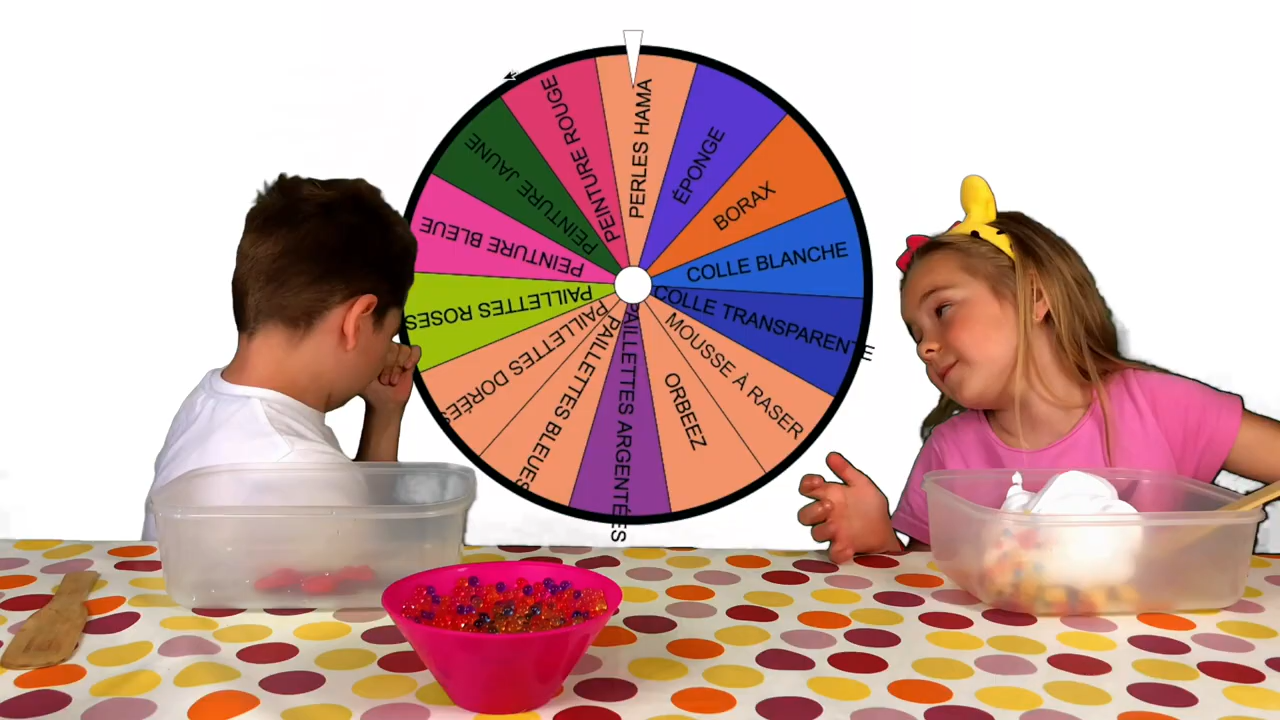 PERLES HAMA
ÉPONGE
BORAX
COLLE BLANCHE
COLLE TRANSPARENTE
MOUSSE À RASER
ORBEEZ
PAILLETTES ARGENTÉES
PAILLETTES BLEUES
PAILLETTES DORÉES
PAILLETTES ROSES
PEINTURE BLEUE
PEINTURE JAUNE
PEINTURE ROUGE